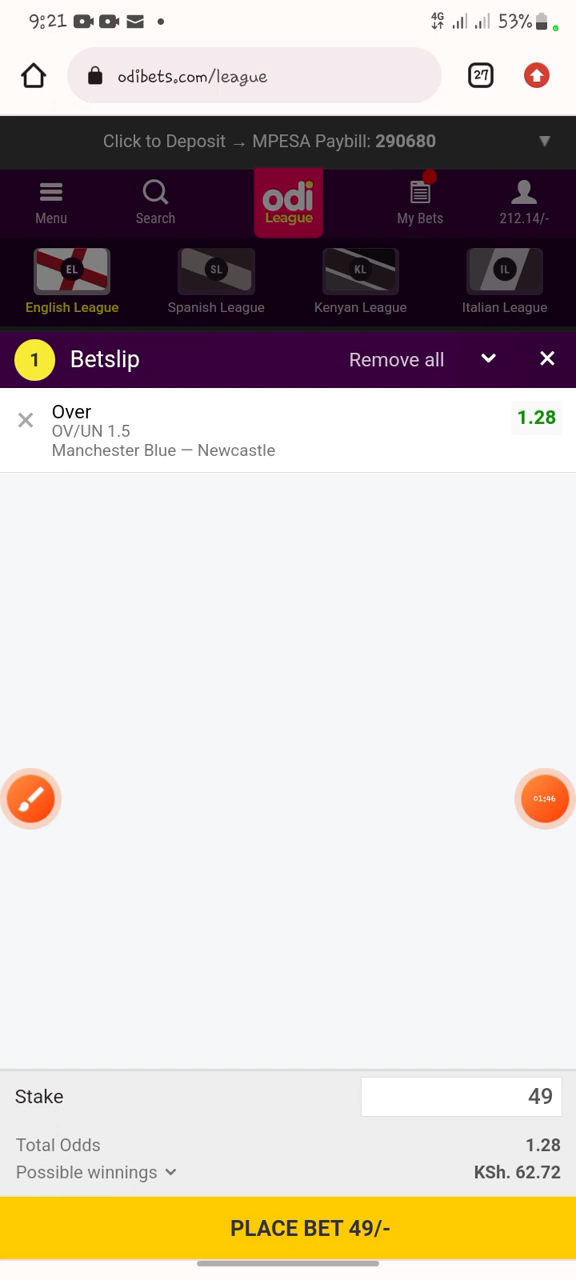 9:21 4G 53%
odibets.com/league 27
Click to Deposit → MPESA Paybill: 290680 ▼
Menu Search odi League My Bets 212.14/-
EL SL KL IL
English League Spanish League Kenyan League Italian League
1 Betslip Remove all
Over 1.28
OV/UN 1.5
Manchester Blue — Newcastle
01:46
Stake 49
Total Odds 1.28
Possible winnings KSh. 62.72
PLACE BET 49/-